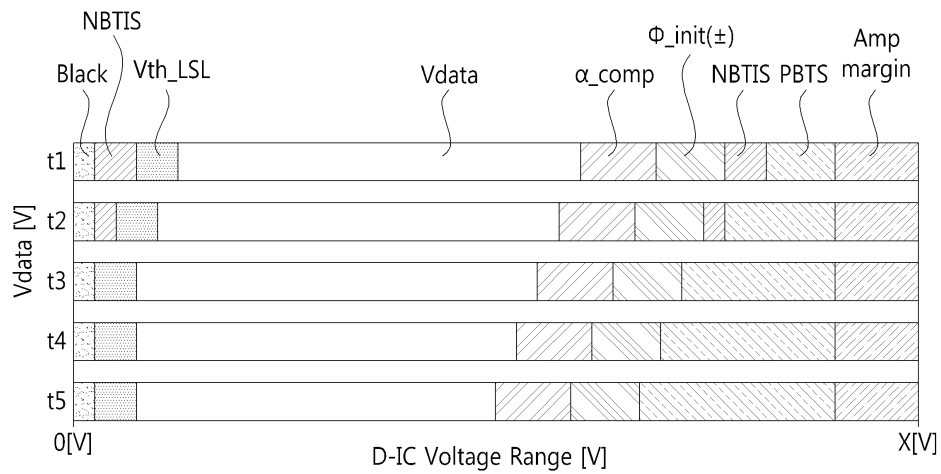 NBTIS
Black
Vth_LSL
Vdata
α_comp
Φ_init(±)
NBTIS
PBTS
Amp
margin
t1
t2
t3
t4
t5
Vdata [V]
0[V]
X[V]
D-IC Voltage Range [V]